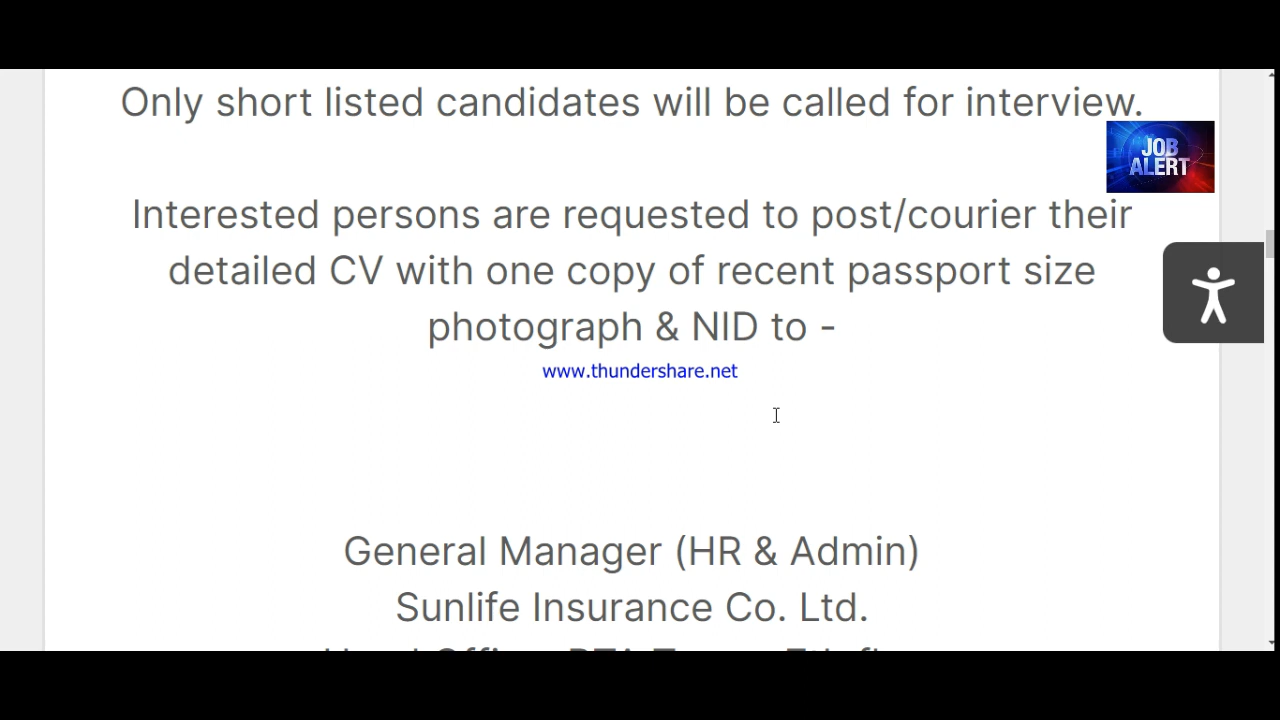 Only short listed candidates will be called for interview.
JOB
ALERT
Interested persons are requested to post/courier their
detailed CV with one copy of recent passport size
photograph & NID to -
www.thundershare.net
General Manager (HR & Admin)
Sunlife Insurance Co. Ltd.